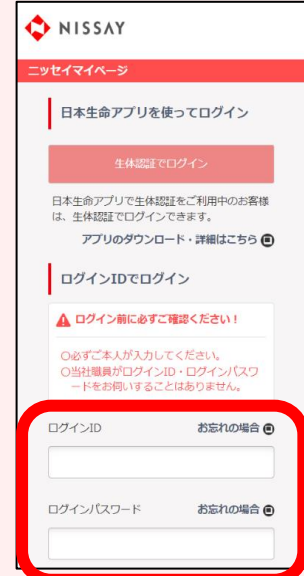 NISSAY
ニッセイマイページ
日本生命アプリを使ってログイン
生体認証でログイン
日本生命アプリで生体認証をご利用中のお客様
は、生体認証でログインできます。
アプリのダウンロード・詳細はこちら
ログインIDでログイン
ログイン前に必ずご確認ください！
○必ずご本人が入力してください。
○当社職員がログインID・ログインパスワ
ードをお伺いすることはありません。
ログインID お忘れの場合
ログインパスワード お忘れの場合